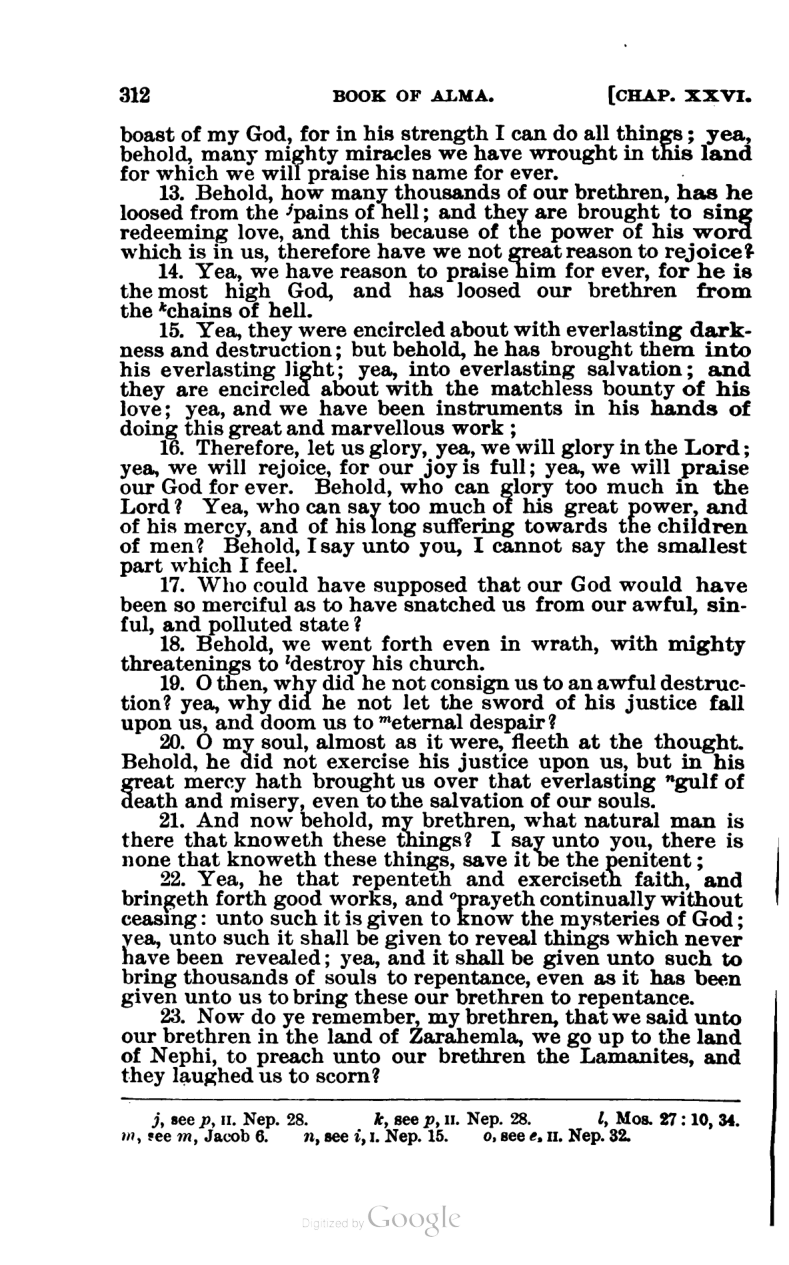 312 BOOK OF ALMA. [CHAP. XXVI.
boast of my God, for in his strength I can do all things; yea,
behold, many mighty miracles we have wrought in this land
for which we will praise his name for ever.
13. Behold, how many thousands of our brethren, has he
loosed from the ʲpains of hell; and they are brought to sing
redeeming love, and this because of the power of his word
which is in us, therefore have we not great reason to rejoice?
14. Yea, we have reason to praise him for ever, for he is
the most high God, and has loosed our brethren from
the ᵏchains of hell.
15. Yea, they were encircled about with everlasting dark-
ness and destruction; but behold, he has brought them into
his everlasting light; yea, into everlasting salvation; and
they are encircled about with the matchless bounty of his
love; yea, and we have been instruments in his hands of
doing this great and marvellous work;
16. Therefore, let us glory, yea, we will glory in the Lord;
yea, we will rejoice, for our joy is full; yea, we will praise
our God for ever. Behold, who can glory too much in the
Lord? Yea, who can say too much of his great power, and
of his mercy, and of his long suffering towards the children
of men? Behold, I say unto you, I cannot say the smallest
part which I feel.
17. Who could have supposed that our God would have
been so merciful as to have snatched us from our awful, sin-
ful, and polluted state?
18. Behold, we went forth even in wrath, with mighty
threatenings to ˡdestroy his church.
19. O then, why did he not consign us to an awful destruc-
tion? yea, why did he not let the sword of his justice fall
upon us, and doom us to ᵐeternal despair?
20. O my soul, almost as it were, fleeth at the thought.
Behold, he did not exercise his justice upon us, but in his
great mercy hath brought us over that everlasting ⁿgulf of
death and misery, even to the salvation of our souls.
21. And now behold, my brethren, what natural man is
there that knoweth these things? I say unto you, there is
none that knoweth these things, save it be the penitent;
22. Yea, he that repenteth and exerciseth faith, and
bringeth forth good works, and ᵒprayeth continually without
ceasing: unto such it is given to know the mysteries of God;
yea, unto such it shall be given to reveal things which never
have been revealed; yea, and it shall be given unto such to
bring thousands of souls to repentance, even as it has been
given unto us to bring these our brethren to repentance.
23. Now do ye remember, my brethren, that we said unto
our brethren in the land of Zarahemla, we go up to the land
of Nephi, to preach unto our brethren the Lamanites, and
they laughed us to scorn?
j, see p, II. Nep. 28. k, see p, II. Nep. 28. l, Mos. 27:10, 34.
m, see m, Jacob 6. n, see i, I. Nep. 15. o, see e, II. Nep. 32.
Digitized by Google